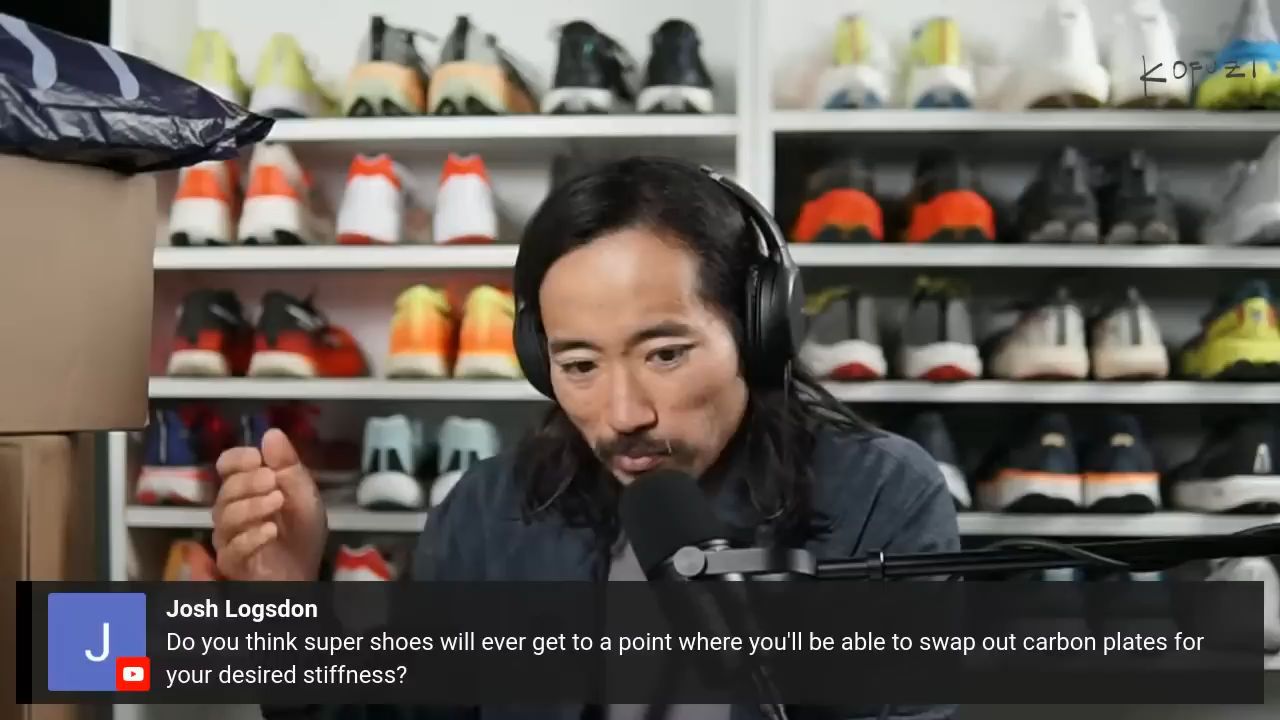 KOFUZI
Josh Logsdon
J
Do you think super shoes will ever get to a point where you'll be able to swap out carbon plates for
your desired stiffness?